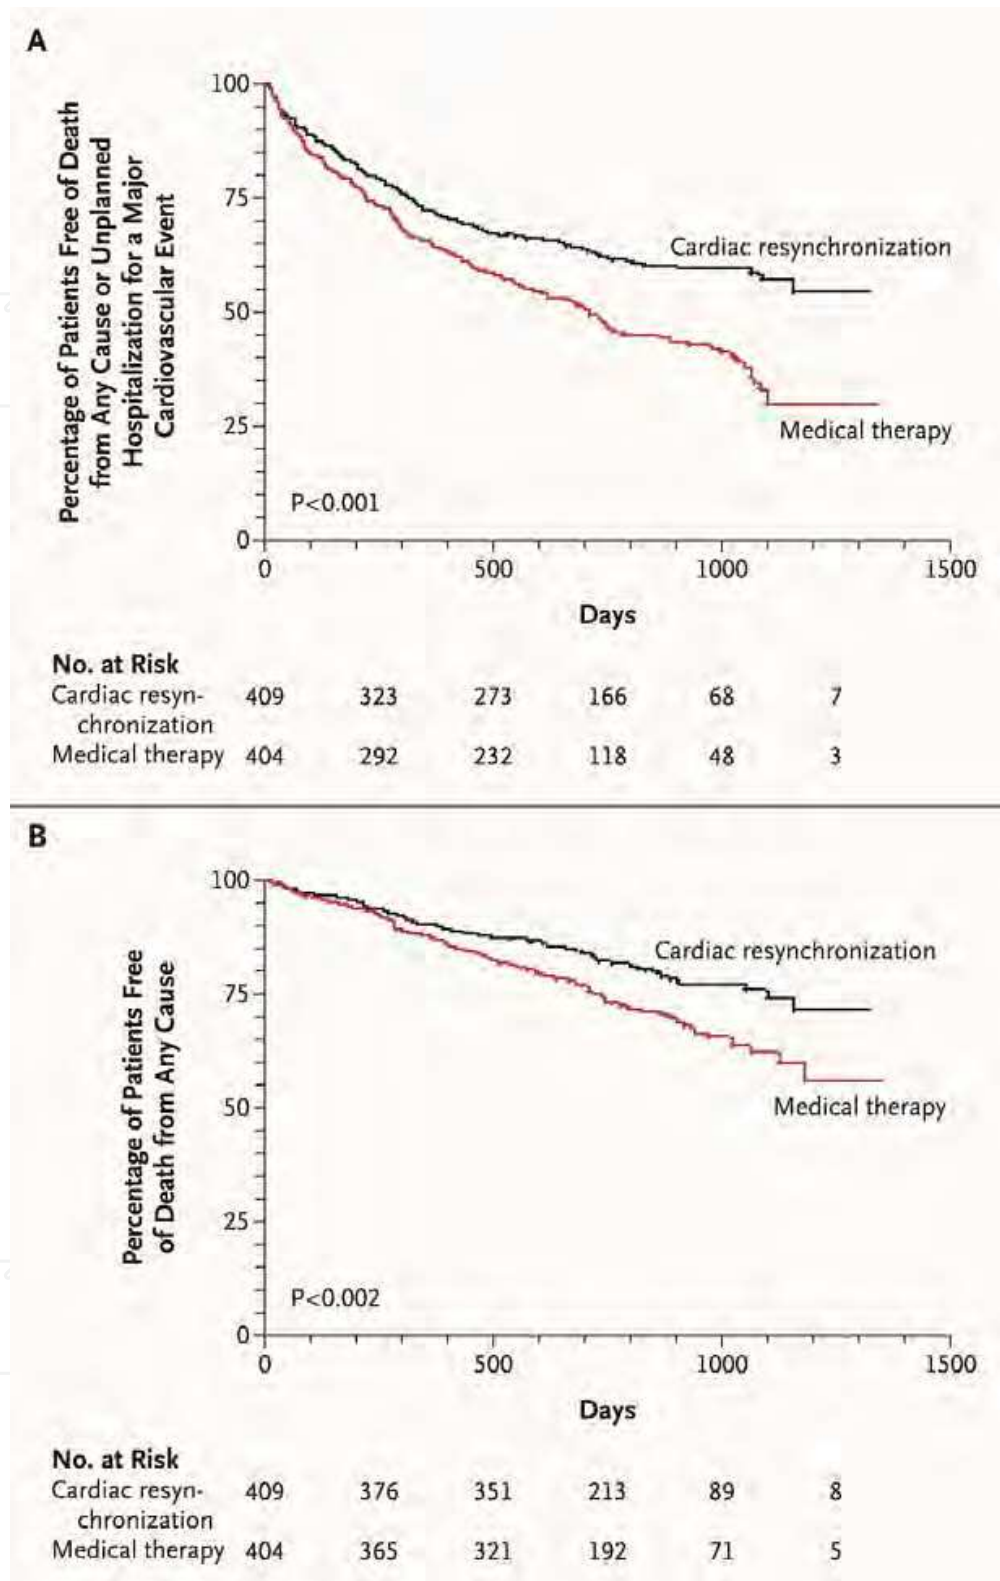 A
Percentage of Patients Free of Death
from Any Cause or Unplanned
Hospitalization for a Major
Cardiovascular Event
100
75
50
25
0
Cardiac resynchronization
Medical therapy
P<0.001
0 500 1000 1500
Days
No. at Risk
Cardiac resyn-
chronization 409 323 273 166 68 7
Medical therapy 404 292 232 118 48 3
B
Percentage of Patients Free
of Death from Any Cause
100
75
50
25
0
Cardiac resynchronization
Medical therapy
P<0.002
0 500 1000 1500
Days
No. at Risk
Cardiac resyn-
chronization 409 376 351 213 89 8
Medical therapy 404 365 321 192 71 5